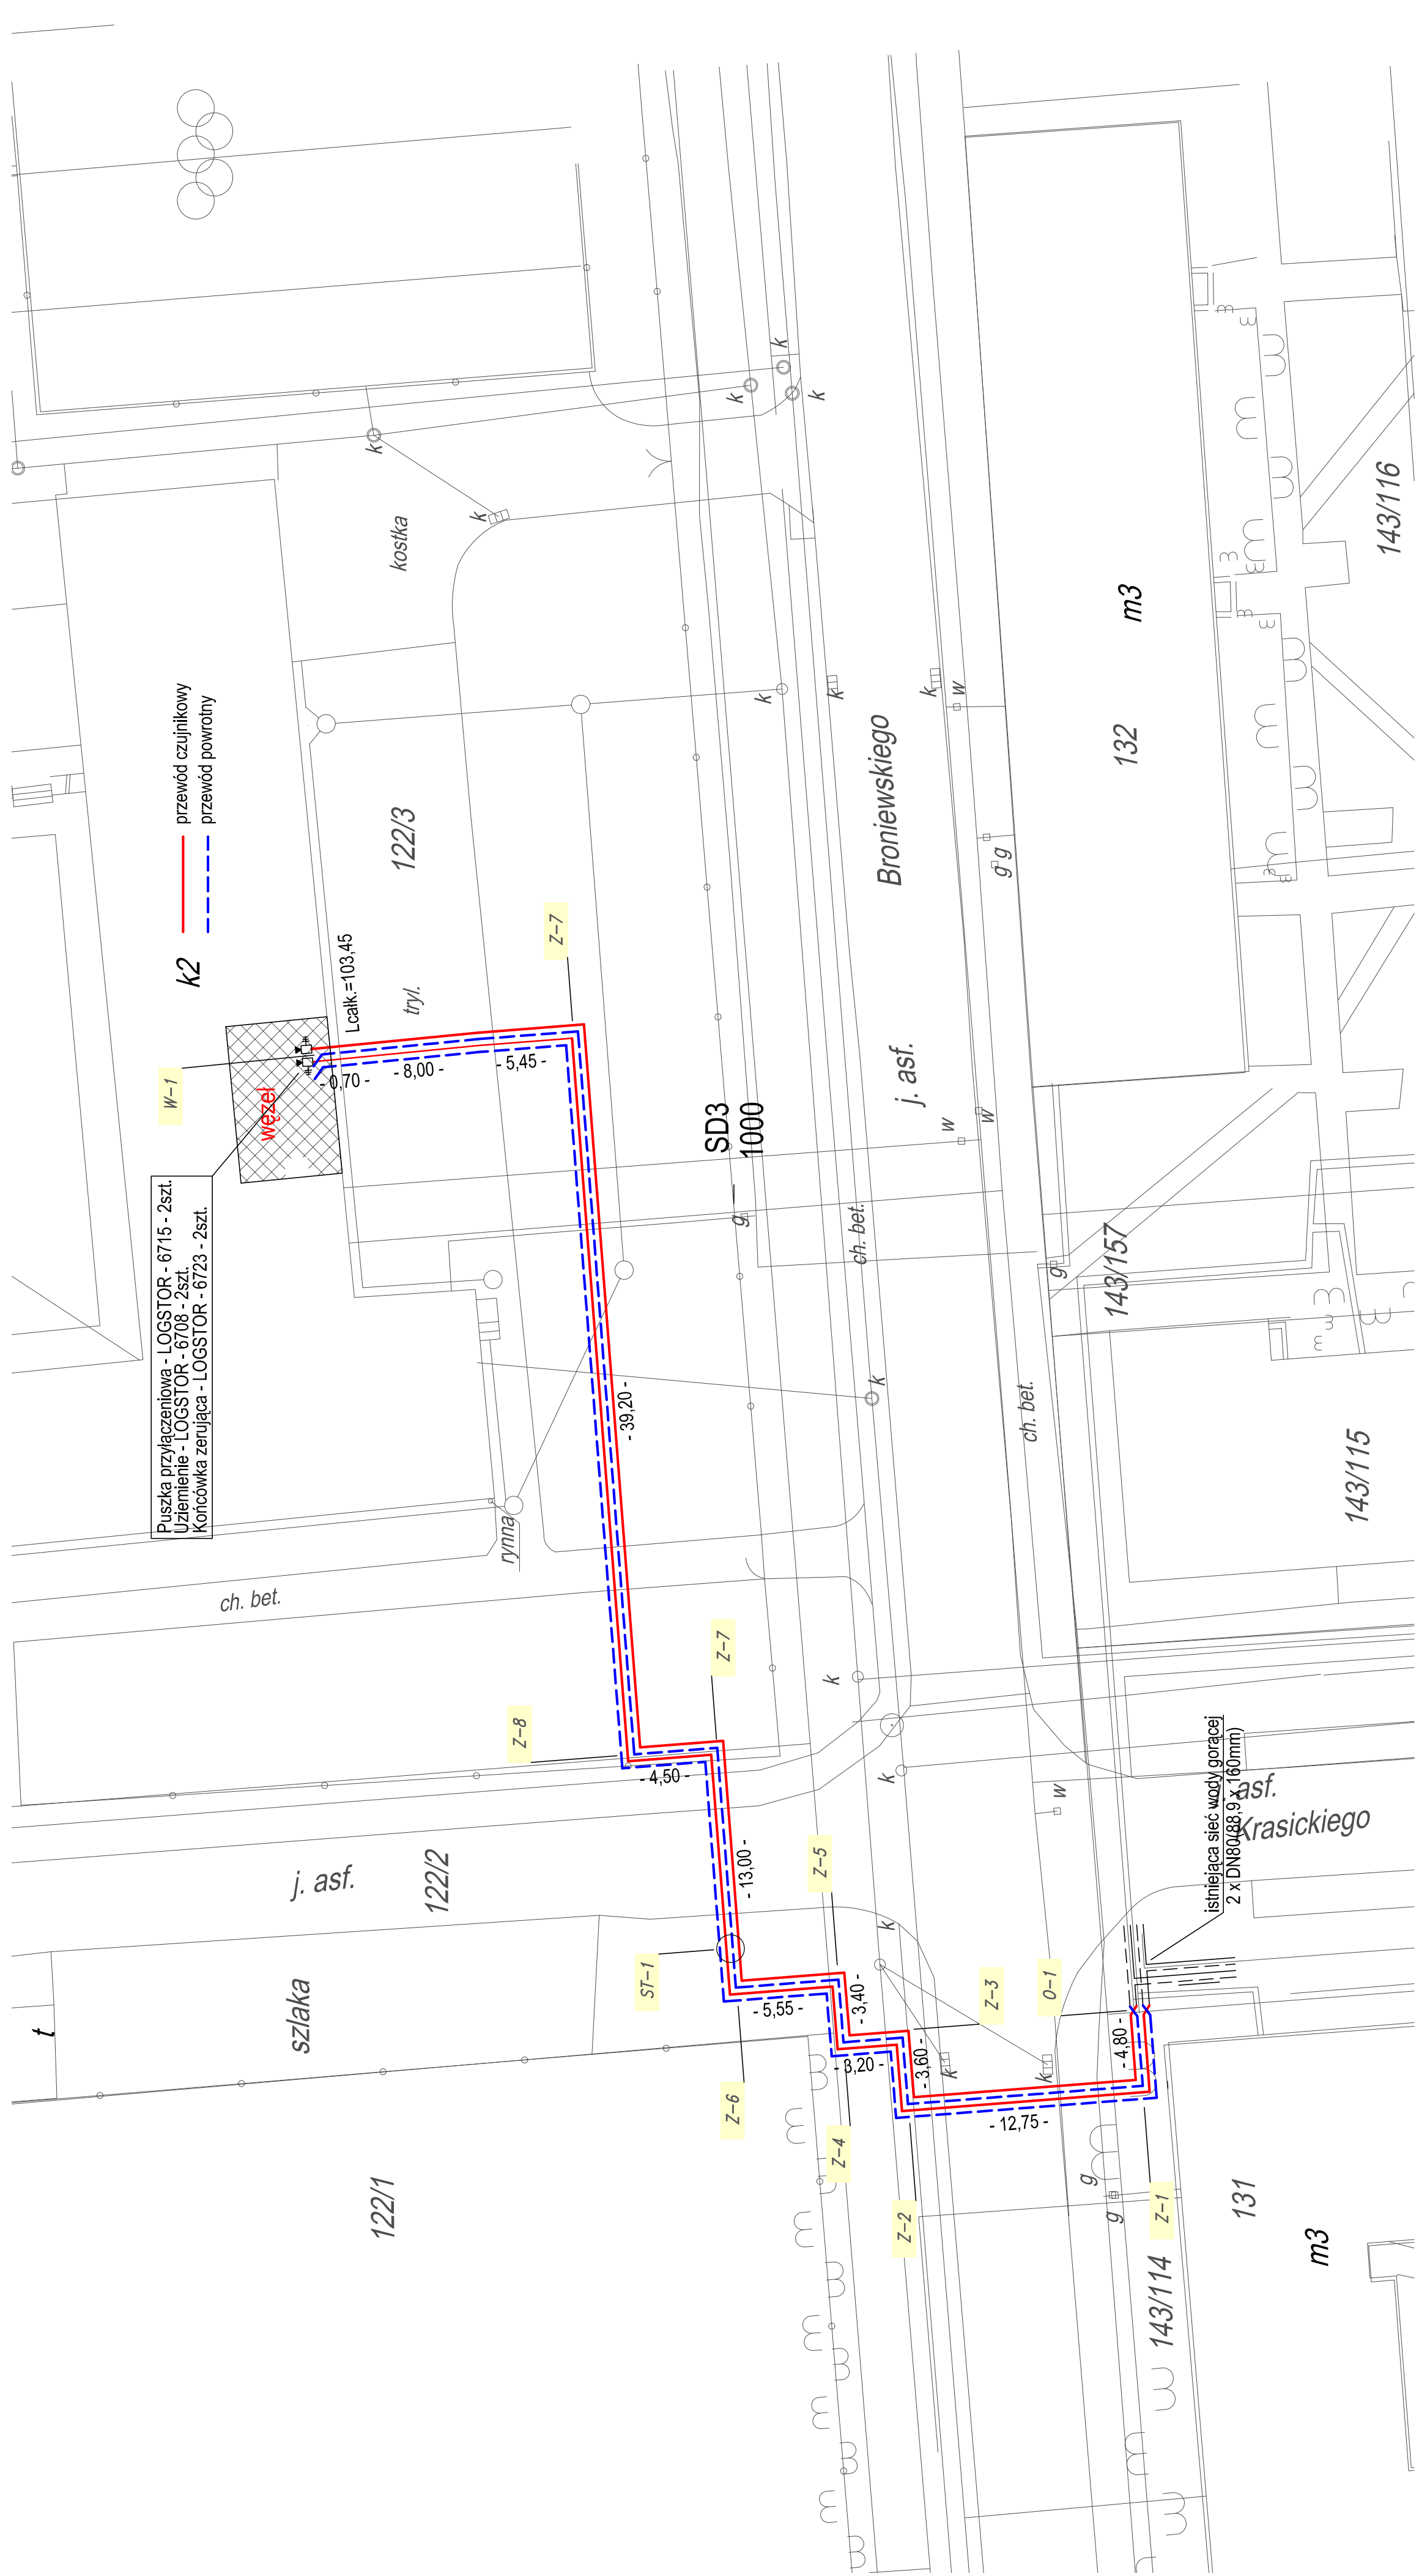 k2
przewód czujnikowy
przewód powrotny
Puszka przyłączeniowa - LOGSTOR - 6715 - 2szt.
Uziemienie - LOGSTOR - 6708 - 2szt.
Końcówka zerująca - LOGSTOR - 6723 - 2szt.
W-1
węzeł
Lcałk.=103,45
- 0,70 -
- 8,00 -
- 5,45 -
tryl.
122/3
kostka
k
k
k
k
k
k
k
k
w
Z-7
SD3
1000
Broniewskiego
j. asf.
g
g
w
w
g
g
ch. bet.
- 39,20 -
k
ch. bet.
rynna
ch. bet.
m3
132
143/116
143/157
143/115
Z-8
Z-7
- 4,50 -
- 13,00 -
k
k
w
j. asf.
122/2
szlaka
t
122/1
ST-1
Z-5
k
- 5,55 -
- 3,40 -
- 3,20 -
- 3,60 -
Z-3
O-1
k
k
Z-6
Z-4
Z-2
- 12,75 -
- 4,80 -
Z-1
g
g
istniejąca sieć wody gorącej
2 x DN80/88,9 x 160mm)
asf.
Krasickiego
131
m3
143/114